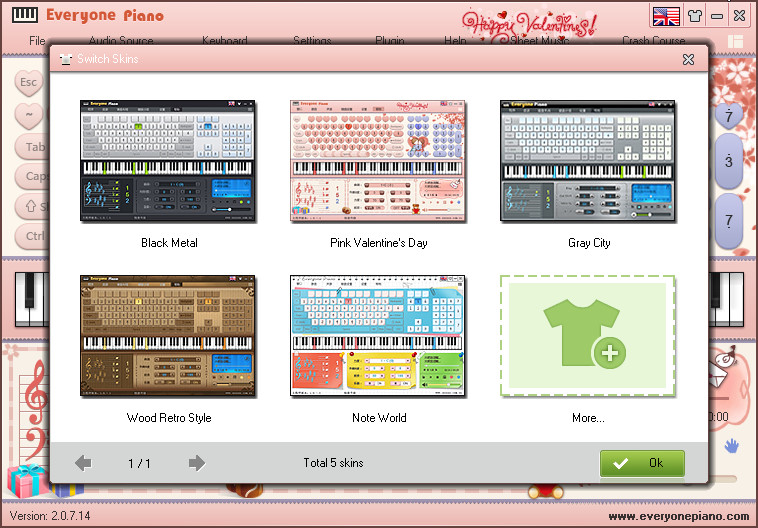 Everyone Piano
Happy Valentines!
File Audio Source Keyboard Settings Plugin Help Sheet Music Crash Course
Switch Skins
Esc
~
Tab
Caps
Ctrl
7
3
7
Black Metal Pink Valentine's Day Gray City
Wood Retro Style Note World More...
1 / 1 Total 5 skins Ok
Version: 2.0.7.14 www.everyonepiano.com